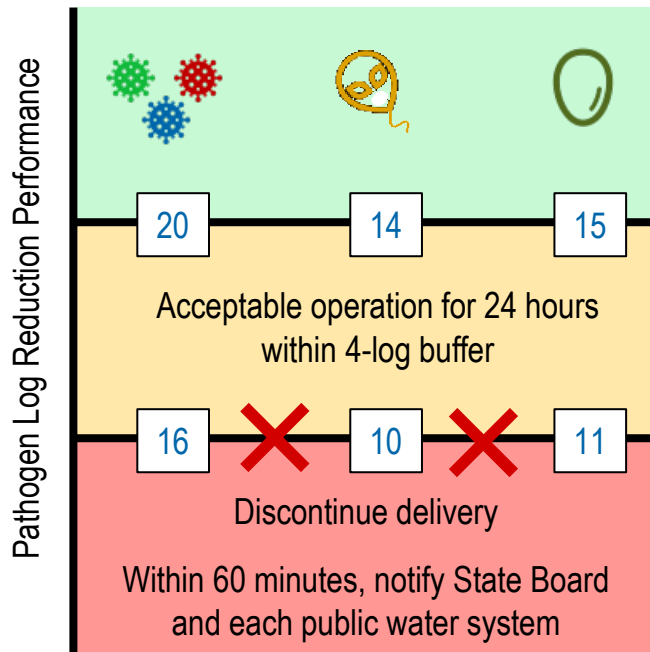 Pathogen Log Reduction Performance
20 14 15
Acceptable operation for 24 hours
within 4-log buffer
16 10 11
Discontinue delivery
Within 60 minutes, notify State Board
and each public water system